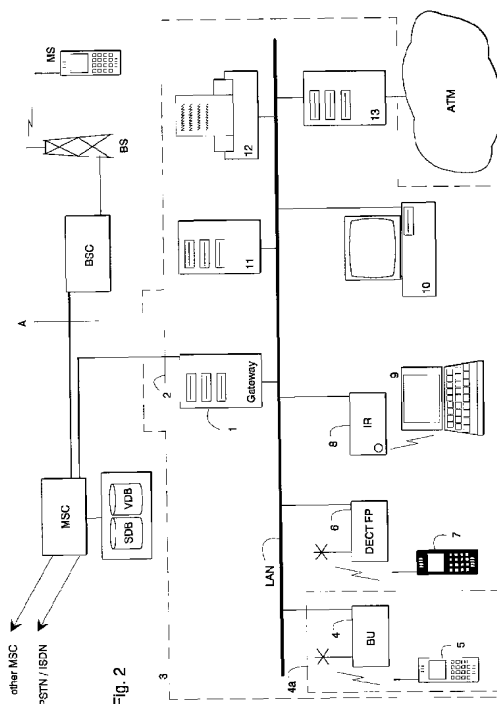 other MSC
PSTN / ISDN
Fig. 2
MSC
SDB VDB
A
BSC
BS
MS
3
2
1
Gateway
11
12
13
ATM
LAN
4a
4
BU
5
6
DECT FP
7
8
IR
9
10